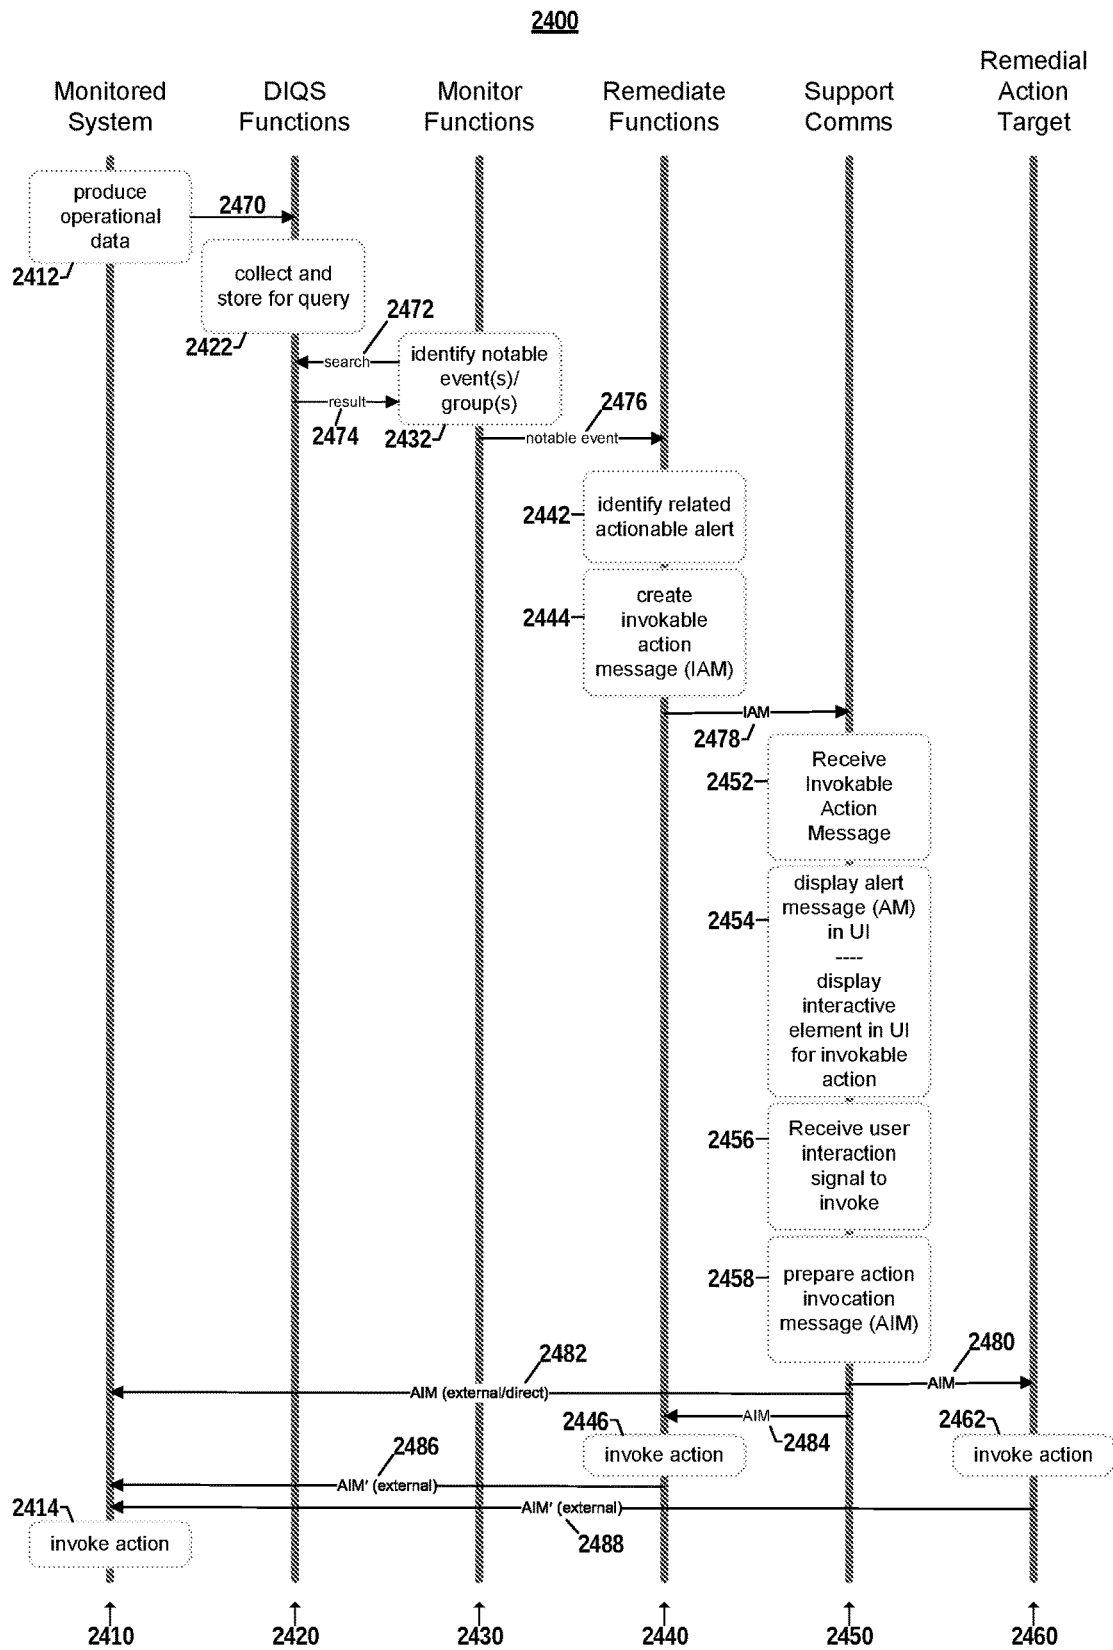 2400
Monitored
System
DIQS
Functions
Monitor
Functions
Remediate
Functions
Support
Comms
Remedial
Action
Target
produce
operational
data
2412
2470
collect and
store for query
2422
2472
search
result
2474
identify notable
event(s)/
group(s)
2432
2476
notable event
2442
identify related
actionable alert
2444
create
invokable
action
message (IAM)
IAM
2478
2452
Receive
Invokable
Action
Message
2454
display alert
message (AM)
in UI
----
display
interactive
element in UI
for invokable
action
2456
Receive user
interaction
signal to
invoke
2458
prepare action
invocation
message (AIM)
2482
2480
AIM (external/direct)
AIM
AIM
2484
2446
invoke action
2462
invoke action
2486
AIM' (external)
AIM' (external)
2488
2414
invoke action
2410
2420
2430
2440
2450
2460